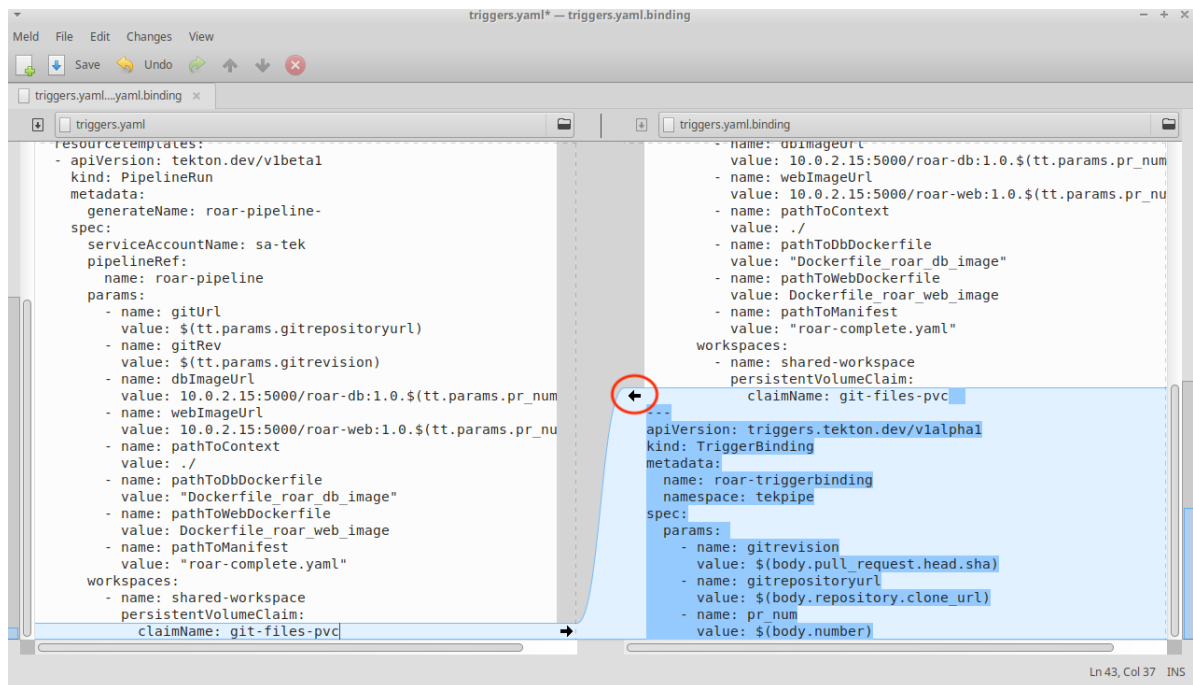 triggers.yaml* — triggers.yaml.binding
Meld File Edit Changes View
Save Undo
triggers.yaml....yaml.binding
triggers.yaml
resourcetemplates:
- apiVersion: tekton.dev/v1beta1
kind: PipelineRun
metadata:
generateName: roar-pipeline-
spec:
serviceAccountName: sa-tek
pipelineRef:
name: roar-pipeline
params:
- name: gitUrl
value: $(tt.params.gitrepositoryurl)
- name: gitRev
value: $(tt.params.gitrevision)
- name: dbImageUrl
value: 10.0.2.15:5000/roar-db:1.0.$(tt.params.pr_num
- name: webImageUrl
value: 10.0.2.15:5000/roar-web:1.0.$(tt.params.pr_nu
- name: pathToContext
value: ./
- name: pathToDbDockerfile
value: "Dockerfile_roar_db_image"
- name: pathToWebDockerfile
value: Dockerfile_roar_web_image
- name: pathToManifest
value: "roar-complete.yaml"
workspaces:
- name: shared-workspace
persistentVolumeClaim:
claimName: git-files-pvc
triggers.yaml.binding
- name: dbImageUrl
value: 10.0.2.15:5000/roar-db:1.0.$(tt.params.pr_num
- name: webImageUrl
value: 10.0.2.15:5000/roar-web:1.0.$(tt.params.pr_nu
- name: pathToContext
value: ./
- name: pathToDbDockerfile
value: "Dockerfile_roar_db_image"
- name: pathToWebDockerfile
value: Dockerfile_roar_web_image
- name: pathToManifest
value: "roar-complete.yaml"
workspaces:
- name: shared-workspace
persistentVolumeClaim:
claimName: git-files-pvc
---
apiVersion: triggers.tekton.dev/v1alpha1
kind: TriggerBinding
metadata:
name: roar-triggerbinding
namespace: tekpipe
spec:
params:
- name: gitrevision
value: $(body.pull_request.head.sha)
- name: gitrepositoryurl
value: $(body.repository.clone_url)
- name: pr_num
value: $(body.number)
Ln 43, Col 37 INS